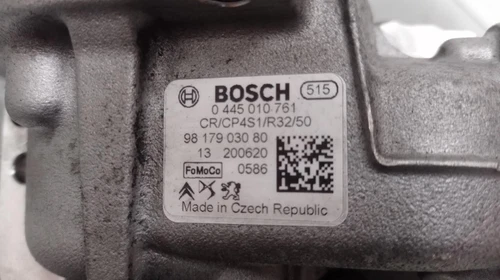 BOSCH 515
0 445 010 761
CR/CP4S1/R32/50
98 179 030 80
13 200620
FoMoCo 0586
Made in Czech Republic